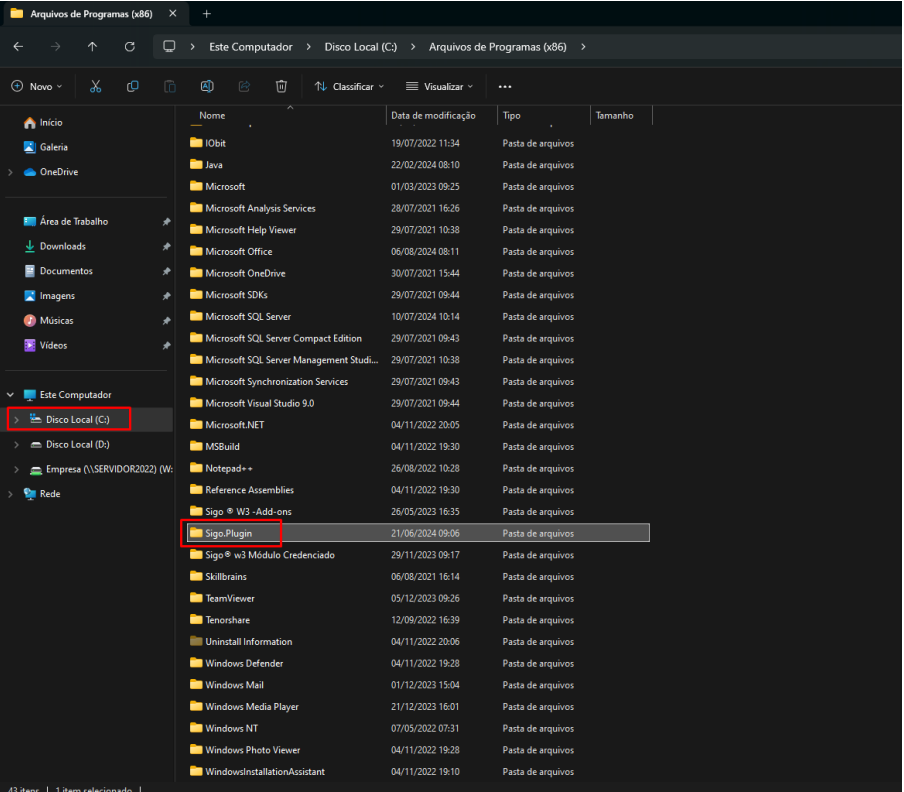 Arquivos de Programas (x86)
Este Computador > Disco Local (C:) > Arquivos de Programas (x86) >
Novo Classificar Visualizar ...
Início
Galeria
OneDrive
Área de Trabalho
Downloads
Documentos
Imagens
Músicas
Vídeos
Este Computador
Disco Local (C:)
Disco Local (D:)
Empresa (\\SERVIDOR2022) (W:
Rede
Nome Data de modificação Tipo Tamanho
IObit 19/07/2022 11:34 Pasta de arquivos
Java 22/02/2024 08:10 Pasta de arquivos
Microsoft 01/03/2023 09:25 Pasta de arquivos
Microsoft Analysis Services 28/07/2021 16:26 Pasta de arquivos
Microsoft Help Viewer 29/07/2021 10:38 Pasta de arquivos
Microsoft Office 06/08/2024 08:11 Pasta de arquivos
Microsoft OneDrive 30/07/2021 15:44 Pasta de arquivos
Microsoft SDKs 29/07/2021 09:44 Pasta de arquivos
Microsoft SQL Server 10/07/2024 10:14 Pasta de arquivos
Microsoft SQL Server Compact Edition 29/07/2021 09:43 Pasta de arquivos
Microsoft SQL Server Management Studi... 29/07/2021 10:38 Pasta de arquivos
Microsoft Synchronization Services 29/07/2021 09:43 Pasta de arquivos
Microsoft Visual Studio 9.0 29/07/2021 09:44 Pasta de arquivos
Microsoft.NET 04/11/2022 20:05 Pasta de arquivos
MSBuild 04/11/2022 19:30 Pasta de arquivos
Notepad++ 26/08/2022 10:28 Pasta de arquivos
Reference Assemblies 04/11/2022 19:30 Pasta de arquivos
Sigo ® W3 -Add-ons 26/05/2023 16:35 Pasta de arquivos
Sigo.Plugin 21/06/2024 09:06 Pasta de arquivos
Sigo® w3 Módulo Credenciado 29/11/2023 09:17 Pasta de arquivos
Skillbrains 06/08/2021 16:14 Pasta de arquivos
TeamViewer 05/12/2023 09:26 Pasta de arquivos
Tenorshare 12/09/2022 16:39 Pasta de arquivos
Uninstall Information 04/11/2022 20:06 Pasta de arquivos
Windows Defender 04/11/2022 19:28 Pasta de arquivos
Windows Mail 01/12/2023 15:04 Pasta de arquivos
Windows Media Player 21/12/2023 16:01 Pasta de arquivos
Windows NT 07/05/2022 07:31 Pasta de arquivos
Windows Photo Viewer 04/11/2022 19:28 Pasta de arquivos
WindowsInstallationAssistant 04/11/2022 19:10 Pasta de arquivos
43 itens | 1 item selecionado |